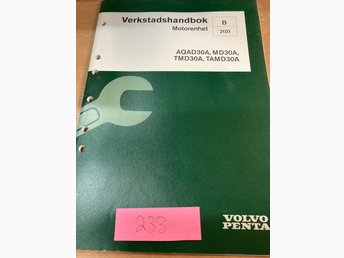 Verkstadshandbok
Motorenhet
B
2(0)
AQAD30A, MD30A,
TMD30A, TAMD30A
233
VOLVO
PENTA